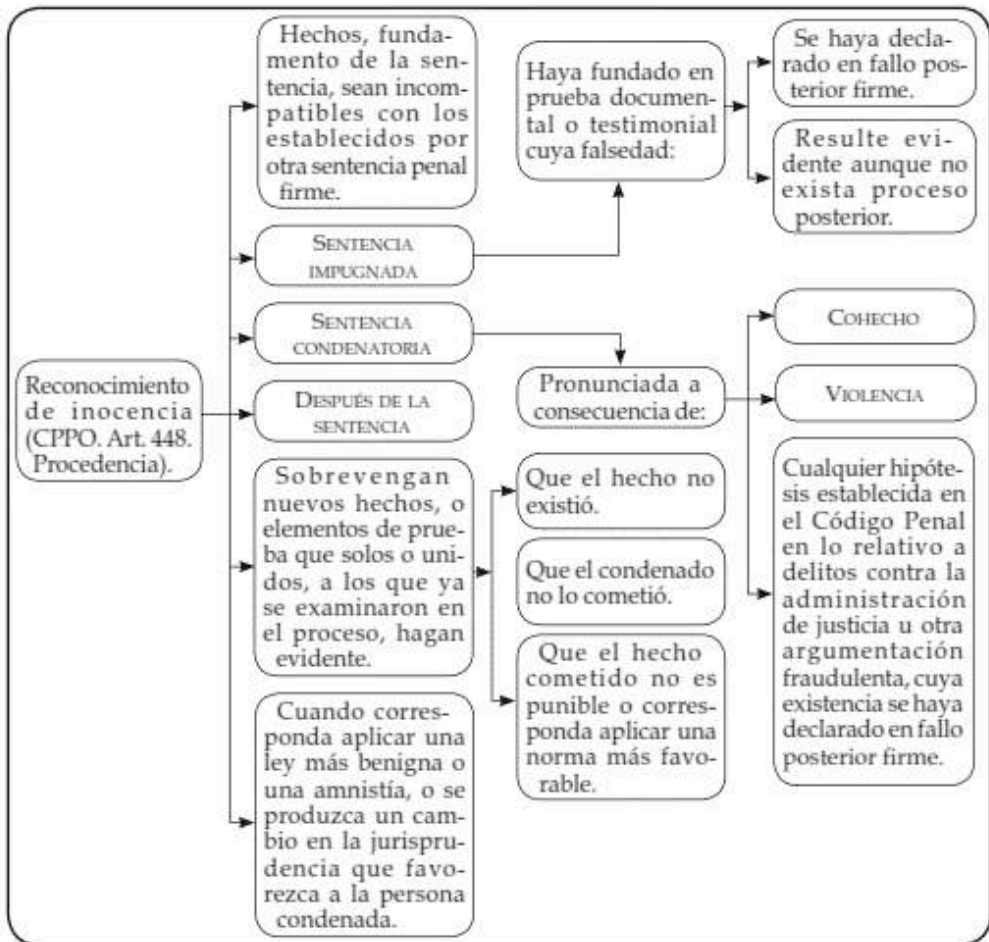 Reconocimiento
de inocencia
(CPPO. Art. 448.
Procedencia).
Hechos, funda-
mento de la sen-
tencia, sean incom-
patibles con los
establecidos por
otra sentencia penal
firme.
SENTENCIA
IMPUGNADA
Haya fundado en
prueba documen-
tal o testimonial
cuya falsedad:
Se haya decla-
rado en fallo pos-
terior firme.
Resulte evi-
dente aunque no
exista proceso
posterior.
SENTENCIA
CONDENATORIA
Pronunciada a
consecuencia de:
COHECHO
VIOLENCIA
Cualquier hipóte-
sis establecida en
el Código Penal
en lo relativo a
delitos contra la
administración
de justicia u otra
argumentación
fraudulenta, cuya
existencia se haya
declarado en fallo
posterior firme.
DESPUÉS DE LA
SENTENCIA
Sobrevengan
nuevos hechos, o
elementos de prue-
ba que solos o uni-
dos, a los que ya
se examinaron en
el proceso, hagan
evidente.
Que el hecho no
existió.
Que el condenado
no lo cometió.
Que el hecho
cometido no es
punible o corres-
ponda aplicar una
norma más favo-
rable.
Cuando corres-
ponda aplicar una
ley más benigna o
una amnistía, o se
produzca un cam-
bio en la jurispru-
dencia que favo-
rezca a la persona
condenada.